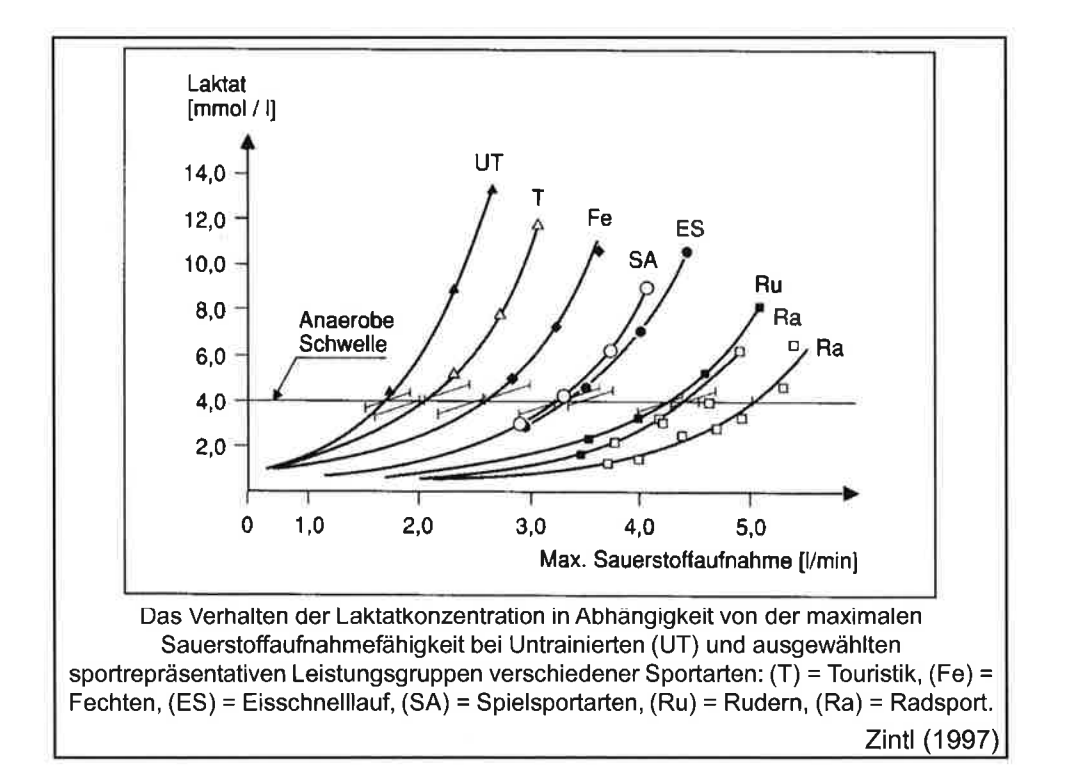 Laktat
[mmol / l]
14,0
12,0
10,0
8,0
6,0
4,0
2,0
UT
T
Fe
SA
ES
Ru
Ra
Ra
Anaerobe
Schwelle
0 1,0 2,0 3,0 4,0 5,0
Max. Sauerstoffaufnahme [l/min]
Das Verhalten der Laktatkonzentration in Abhängigkeit von der maximalen
Sauerstoffaufnahmefähigkeit bei Untrainierten (UT) und ausgewählten
sportrepräsentativen Leistungsgruppen verschiedener Sportarten: (T) = Touristik, (Fe) =
Fechten, (ES) = Eisschnelllauf, (SA) = Spielsportarten, (Ru) = Rudern, (Ra) = Radsport.
Zintl (1997)